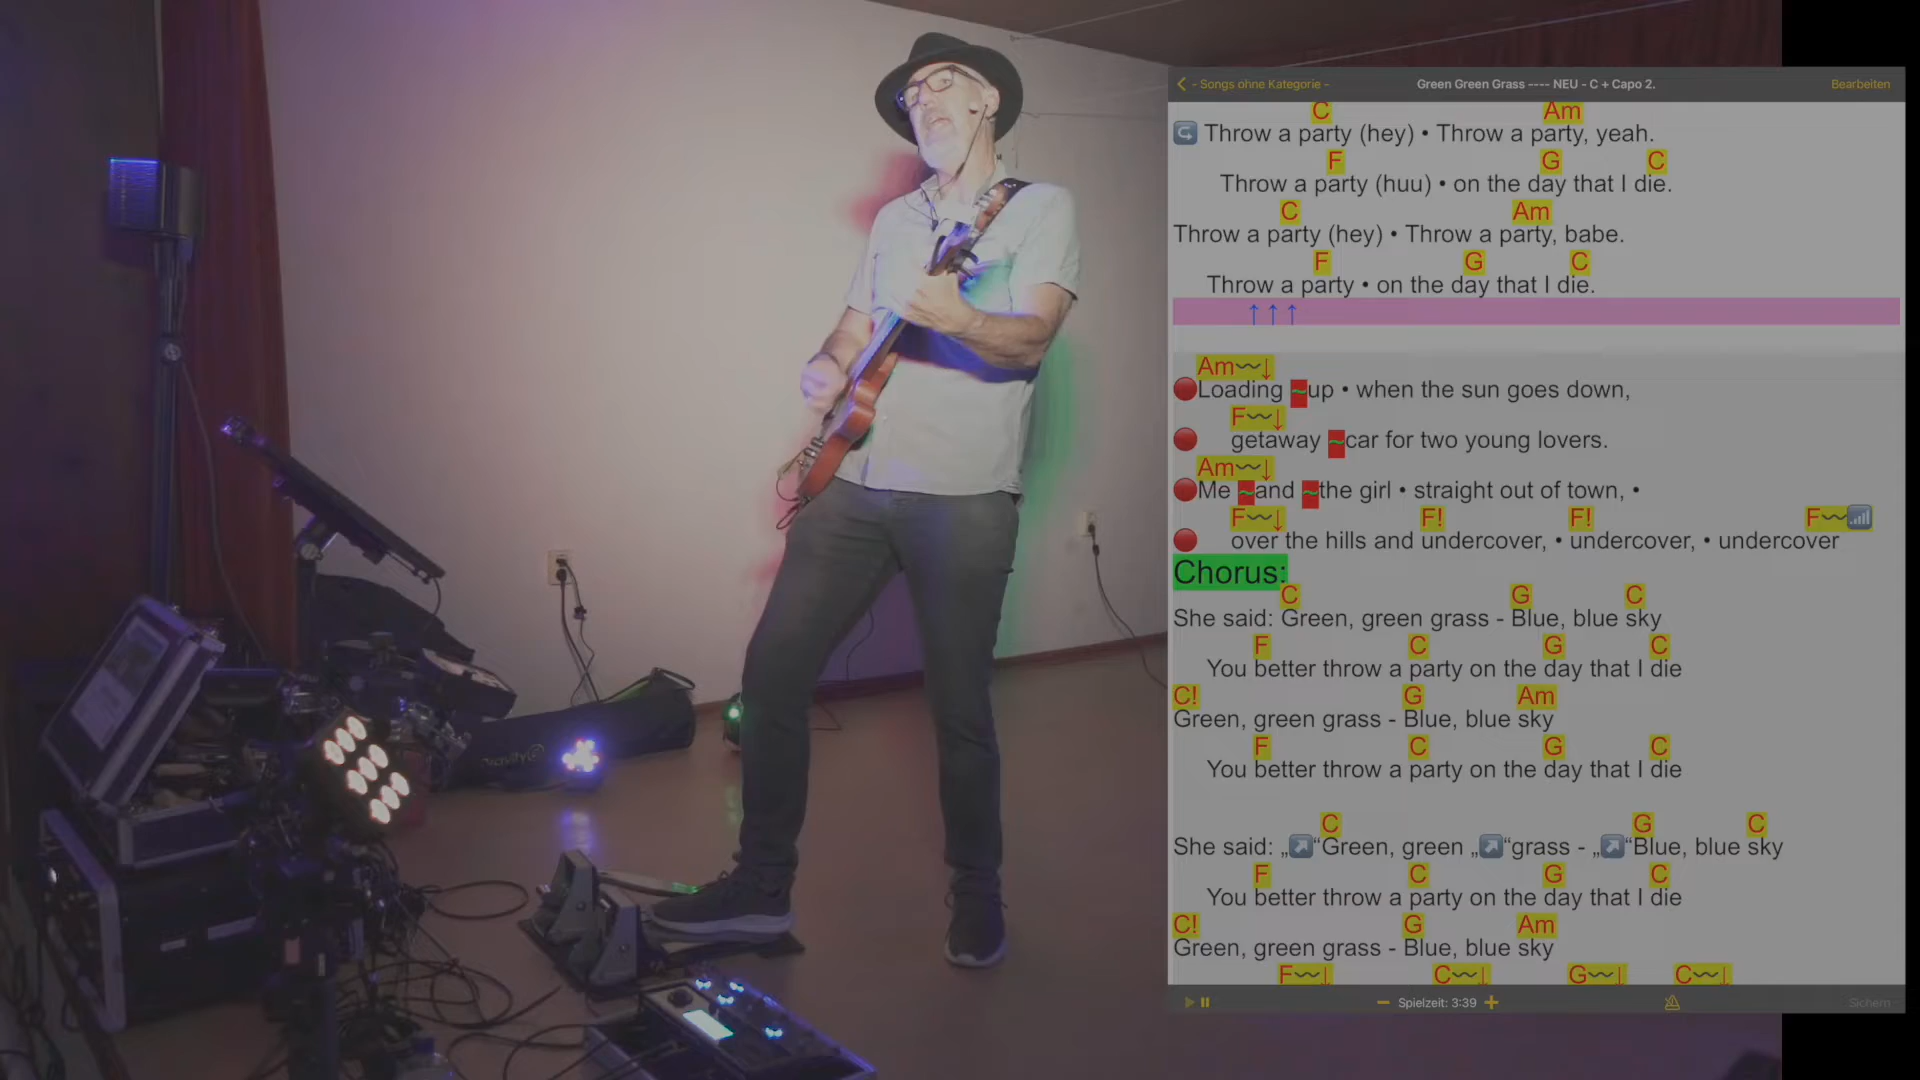 - Songs ohne Kategorie -
Green Green Grass ---- NEU - C + Capo 2.
Bearbeiten
C Am
Throw a party (hey) • Throw a party, yeah.
F G C
Throw a party (huu) • on the day that I die.
C Am
Throw a party (hey) • Throw a party, babe.
F G C
Throw a party • on the day that I die.
↑ ↑ ↑
Am〰↓
Loading ~up • when the sun goes down,
F〰↓
getaway ~car for two young lovers.
Am〰↓
Me ~and ~the girl • straight out of town, •
F〰↓ F! F! F〰
over the hills and undercover, • undercover, • undercover
Chorus:
C G C
She said: Green, green grass - Blue, blue sky
F C G C
You better throw a party on the day that I die
C! G Am
Green, green grass - Blue, blue sky
F C G C
You better throw a party on the day that I die
C G C
She said: „↗“Green, green „↗“grass - „↗“Blue, blue sky
F C G C
You better throw a party on the day that I die
C! G Am
Green, green grass - Blue, blue sky
F〰↓ C〰↓ G〰↓ C〰↓
Spielzeit: 3:39
Sichern